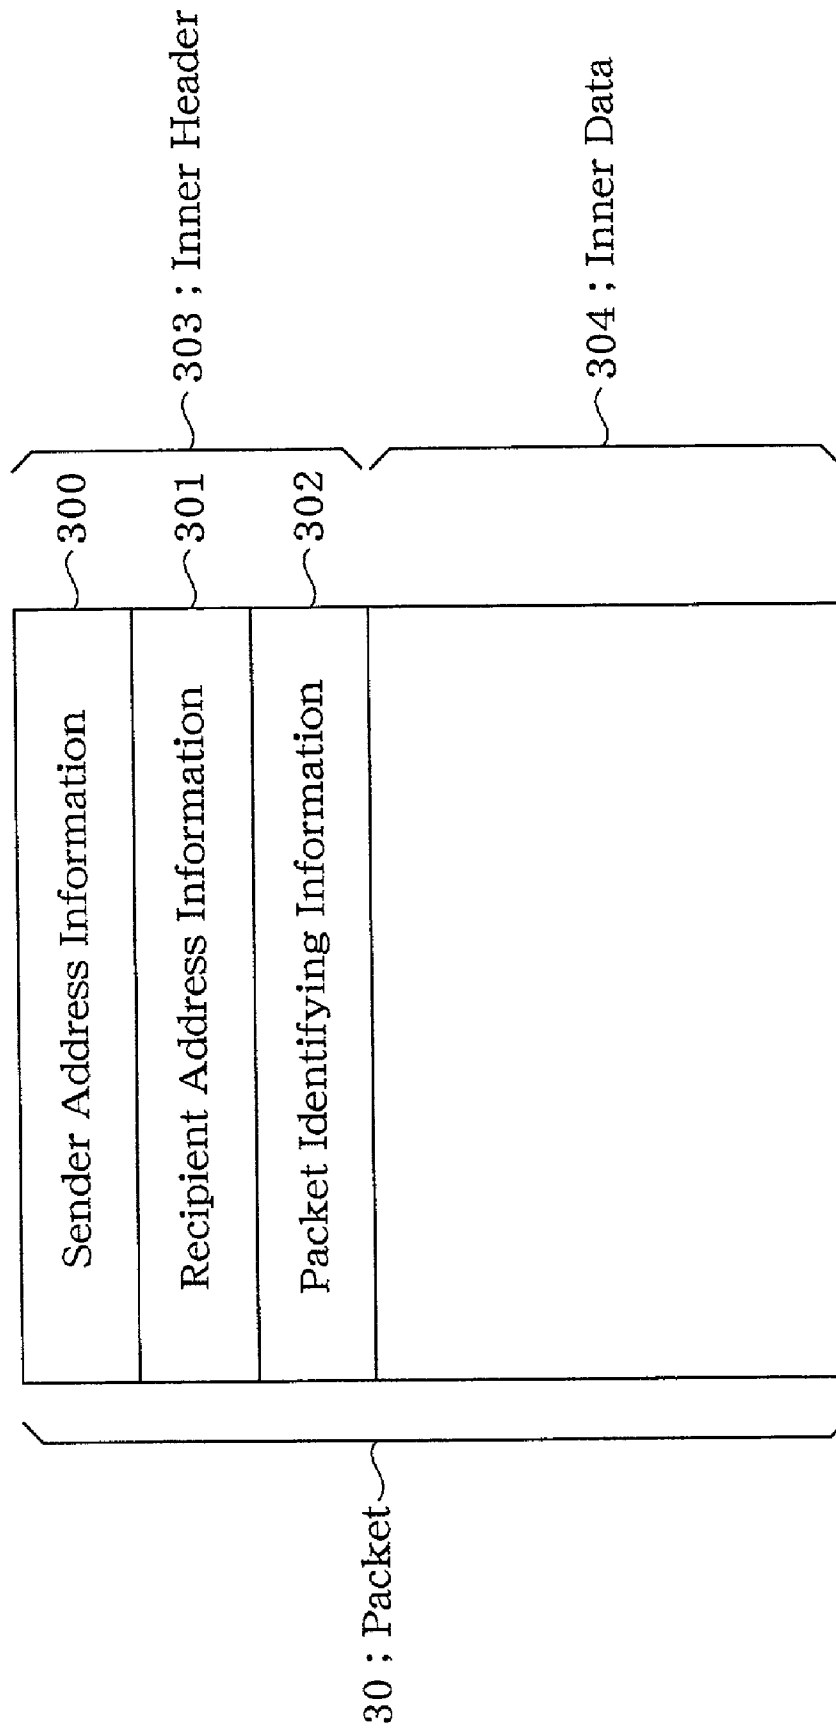 30 ; Packet
Sender Address Information
300
Recipient Address Information
301
Packet Identifying Information
302
303 ; Inner Header
304 ; Inner Data